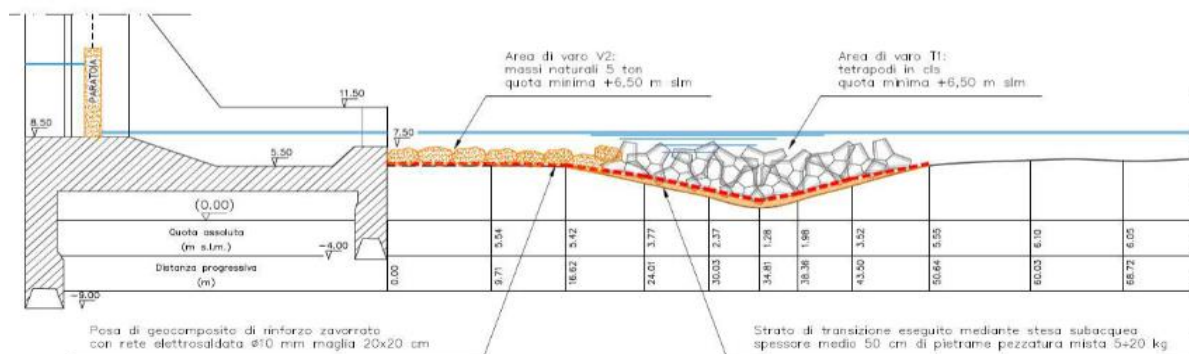 Area di varo V2:
massi naturali 5 ton
quota minima +6,50 m slm
Area di varo T1:
tetrapodi in cls
quota minima +6,50 m slm
PARATOIA
11.50
8.50
7.50
5.50
(0.00)
Quota assoluta
(m s.l.m.)
-4.00
5.54
5.42
3.77
2.37
1.28
1.98
3.52
5.55
6.10
6.05
Distanza progressiva
(m)
0.00
9.71
16.62
24.01
30.03
34.81
38.36
43.50
50.64
60.03
68.72
-9.00
Posa di geocomposito di rinforzo zavorrato
con rete elettrosaldata ø10 mm maglia 20x20 cm
Strato di transizione eseguito mediante stesa subacquea
spessore medio 50 cm di pietrame pezzatura mista 5÷20 kg